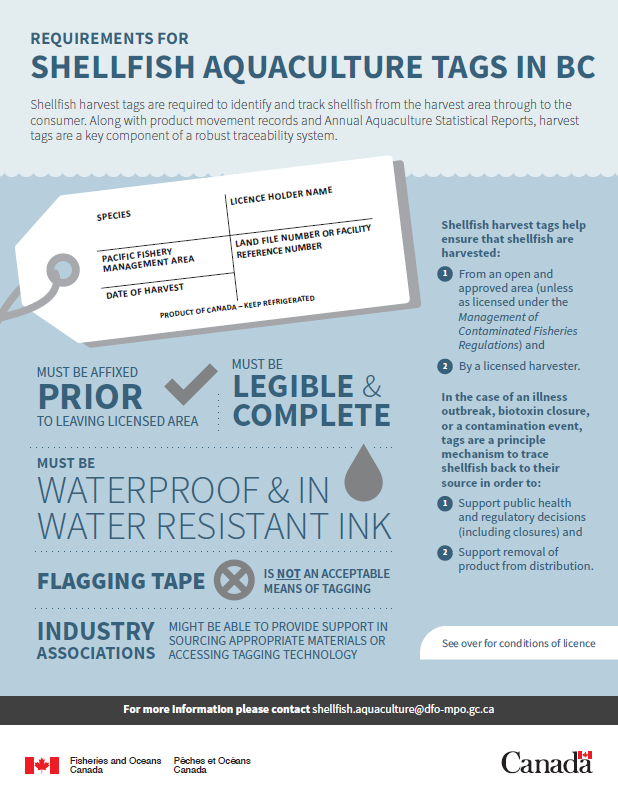 REQUIREMENTS FOR
SHELLFISH AQUACULTURE TAGS IN BC
Shellfish harvest tags are required to identify and track shellfish from the harvest area through to the
consumer. Along with product movement records and Annual Aquaculture Statistical Reports, harvest
tags are a key component of a robust traceability system.
SPECIES
LICENCE HOLDER NAME
PACIFIC FISHERY
MANAGEMENT AREA
LAND FILE NUMBER OR FACILITY
REFERENCE NUMBER
DATE OF HARVEST
PRODUCT OF CANADA – KEEP REFRIGERATED
MUST BE AFFIXED
PRIOR
TO LEAVING LICENSED AREA
MUST BE
LEGIBLE &
COMPLETE
MUST BE
WATERPROOF & IN
WATER RESISTANT INK
FLAGGING TAPE
IS NOT AN ACCEPTABLE
MEANS OF TAGGING
INDUSTRY
ASSOCIATIONS
MIGHT BE ABLE TO PROVIDE SUPPORT IN
SOURCING APPROPRIATE MATERIALS OR
ACCESSING TAGGING TECHNOLOGY
Shellfish harvest tags help
ensure that shellfish are
harvested:
1 From an open and
approved area (unless
as licensed under the
Management of
Contaminated Fisheries
Regulations) and
2 By a licensed harvester.
In the case of an illness
outbreak, biotoxin closure,
or a contamination event,
tags are a principle
mechanism to trace
shellfish back to their
source in order to:
1 Support public health
and regulatory decisions
(including closures) and
2 Support removal of
product from distribution.
See over for conditions of licence
For more information please contact shellfish.aquaculture@dfo-mpo.gc.ca
Fisheries and Oceans
Canada
Pêches et Océans
Canada
Canada